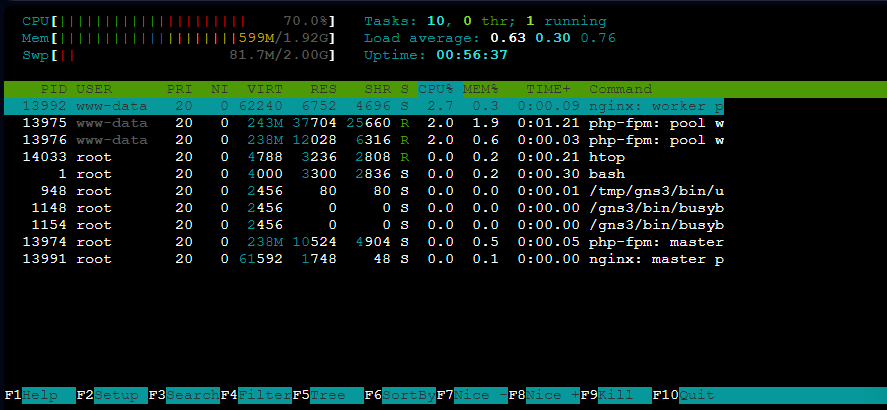 CPU[||||||||||||||||||||||| 70.0%] Tasks: 10, 0 thr; 1 running
Mem[||||||||||||||||||||||599M/1.92G] Load average: 0.63 0.30 0.76
Swp[|| 81.7M/2.00G] Uptime: 00:56:37
PID USER PRI NI VIRT RES SHR S CPU% MEM% TIME+ Command
13992 www-data 20 0 62240 6752 4696 S 2.7 0.3 0:00.09 nginx: worker p
13975 www-data 20 0 243M 37704 25660 R 2.0 1.9 0:01.21 php-fpm: pool w
13976 www-data 20 0 238M 12028 6316 R 2.0 0.6 0:00.03 php-fpm: pool w
14033 root 20 0 4788 3236 2808 R 0.0 0.2 0:00.21 htop
1 root 20 0 4000 3300 2836 S 0.0 0.2 0:00.30 bash
948 root 20 0 2456 80 80 S 0.0 0.0 0:00.01 /tmp/gns3/bin/u
1148 root 20 0 2456 0 0 S 0.0 0.0 0:00.00 /gns3/bin/busyb
1154 root 20 0 2456 0 0 S 0.0 0.0 0:00.00 /gns3/bin/busyb
13974 root 20 0 238M 10524 4904 S 0.0 0.5 0:00.05 php-fpm: master
13991 root 20 0 61592 1748 48 S 0.0 0.1 0:00.00 nginx: master p
F1Help F2Setup F3SearchF4FilterF5Tree F6SortByF7Nice -F8Nice +F9Kill F10Quit